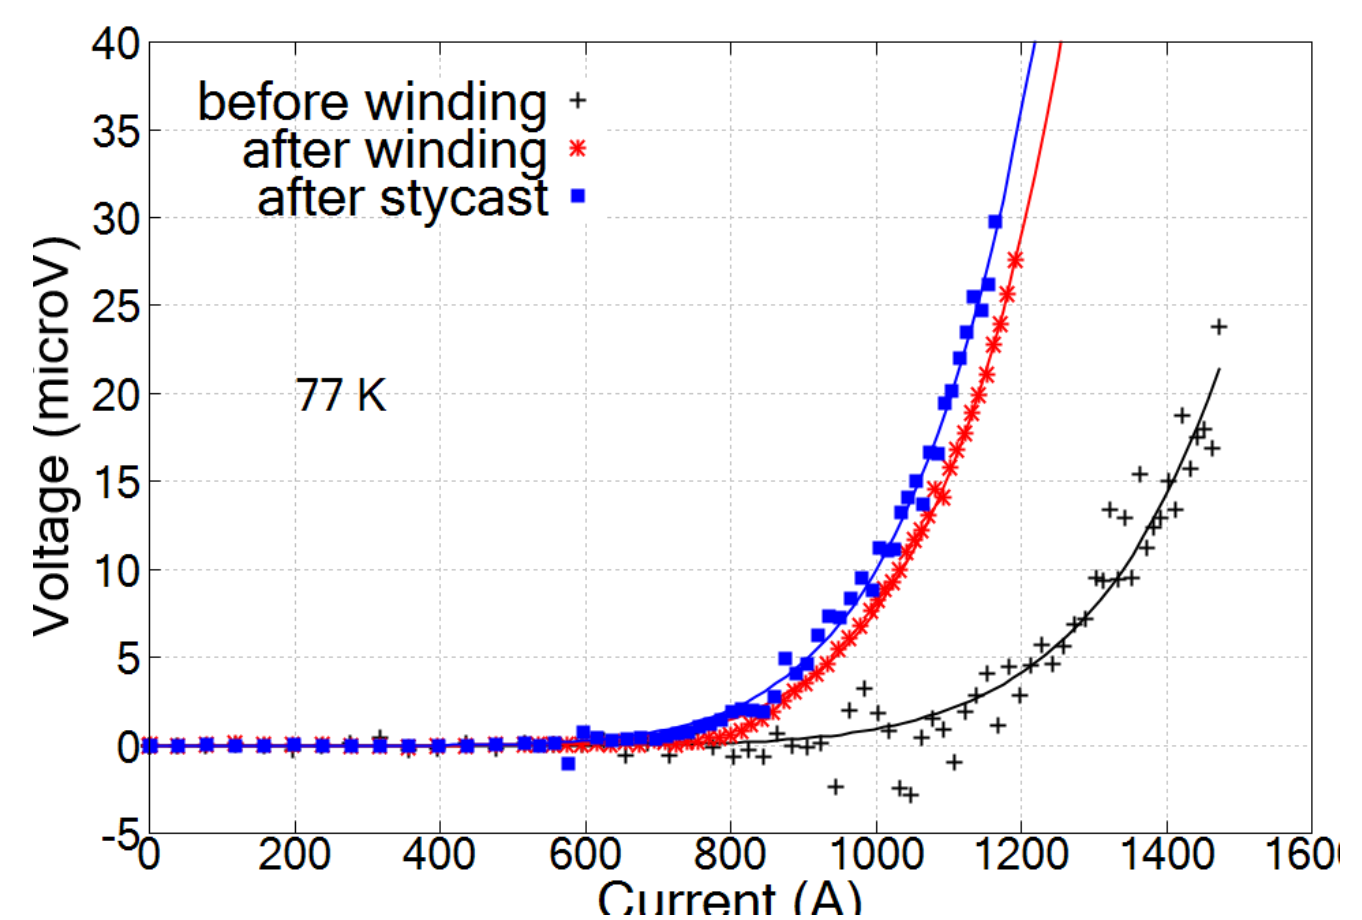 40
35
30
25
20
15
10
5
0
-5
Voltage (microV)
before winding
after winding
after stycast
77 K
0 200 400 600 800 1000 1200 1400 160
Current (A)